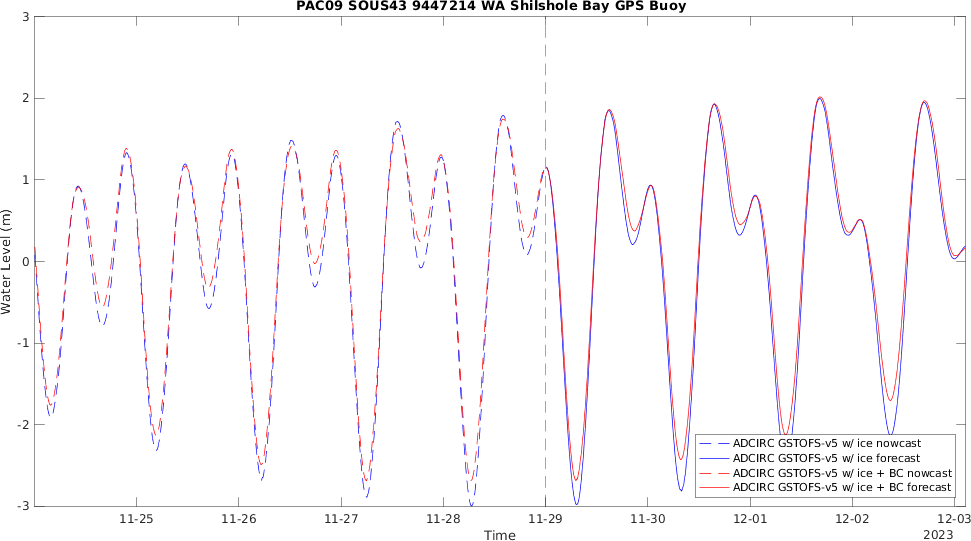 PAC09 SOUS43 9447214 WA Shilshole Bay GPS Buoy
3
2
1
0
-1
-2
-3
Water Level (m)
11-25 11-26 11-27 11-28 11-29 11-30 12-01 12-02 12-03
Time
2023
ADCIRC GSTOFS-v5 w/ ice nowcast
ADCIRC GSTOFS-v5 w/ ice forecast
ADCIRC GSTOFS-v5 w/ ice + BC nowcast
ADCIRC GSTOFS-v5 w/ ice + BC forecast